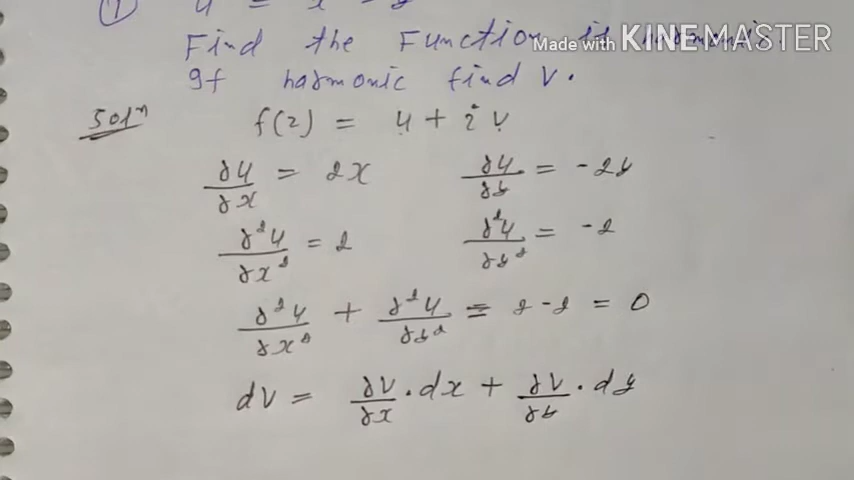 ①
Find the Function is
Made with KINEMASTER
If harmonic find V.
Solⁿ f(z) = u + iv
∂u/∂x = 2x ∂u/∂y = -2y
∂²u/∂x² = 2 ∂²u/∂y² = -2
∂²u/∂x² + ∂²u/∂y² = 2 - 2 = 0
dV = ∂V/∂x . dx + ∂V/∂y . dy